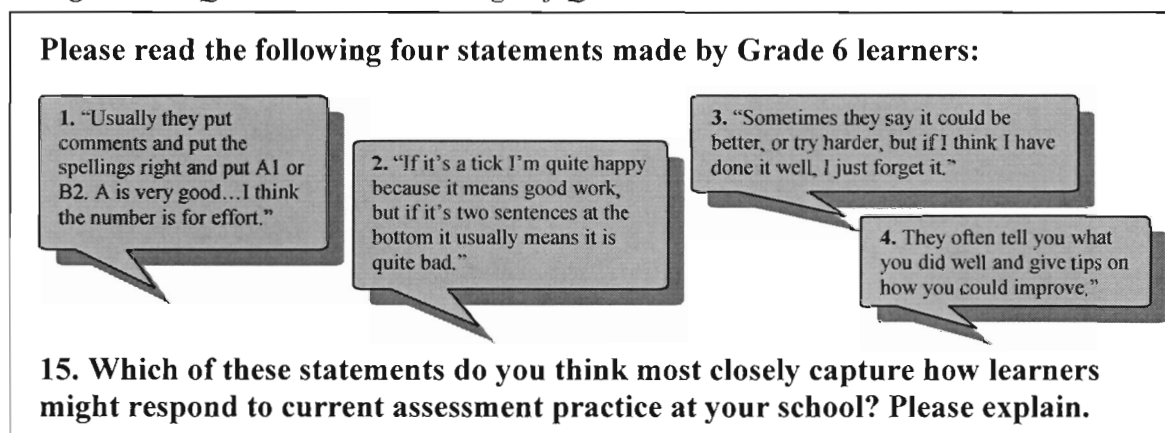 Please read the following four statements made by Grade 6 learners:
1. “Usually they put
comments and put the
spellings right and put A1 or
B2. A is very good…I think
the number is for effort.”
2. “If it’s a tick I’m quite happy
because it means good work,
but if it’s two sentences at the
bottom it usually means it is
quite bad.”
3. “Sometimes they say it could be
better, or try harder, but if I think I have
done it well, I just forget it.”
4. They often tell you what
you did well and give tips on
how you could improve.”
15. Which of these statements do you think most closely capture how learners
might respond to current assessment practice at your school? Please explain.